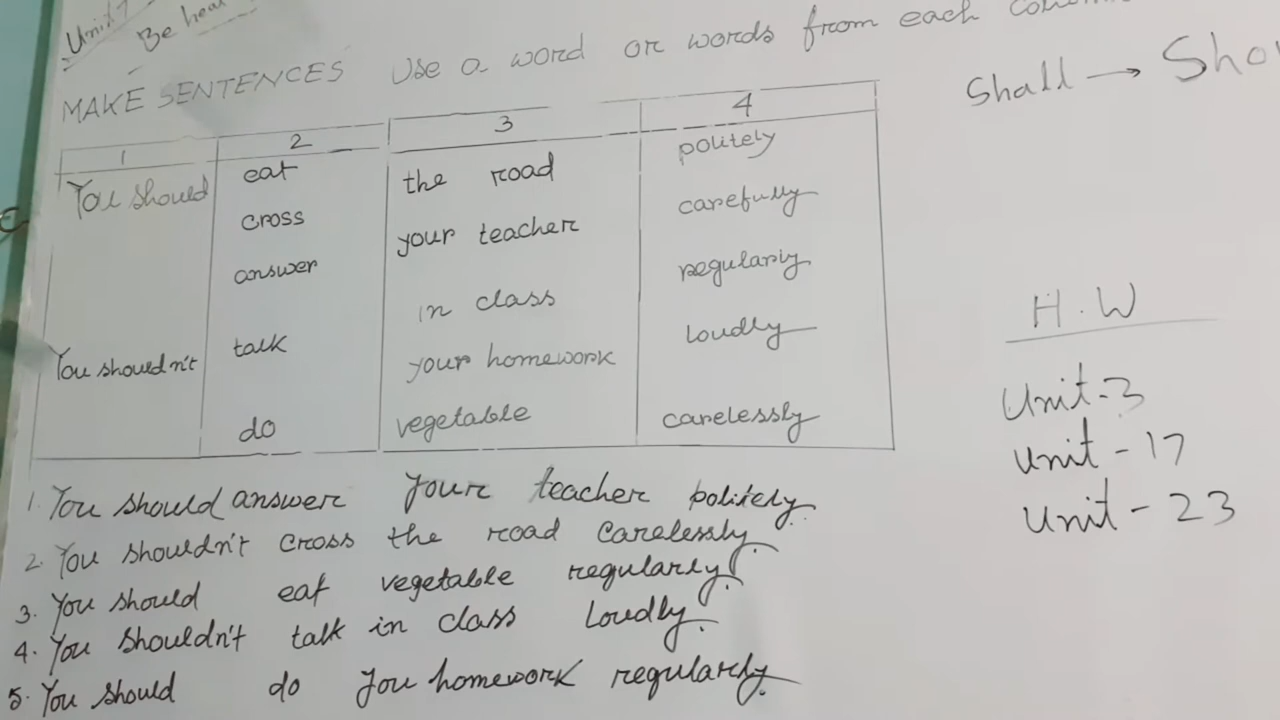 Unit 7
Be hea
MAKE SENTENCES Use a word or words from each colum
Shall → Sho
1 2 3 4
You should eat the road politely
cross your teacher carefully
answer in class regularly
You shouldn't talk your homework loudly
do vegetable carelessly
H.W
Unit-3
Unit-17
Unit-23
1. You should answer your teacher politely.
2. You shouldn't cross the road carelessly.
3. You should eat vegetable regularly.
4. You shouldn't talk in class loudly.
5. You should do you homework regularly.